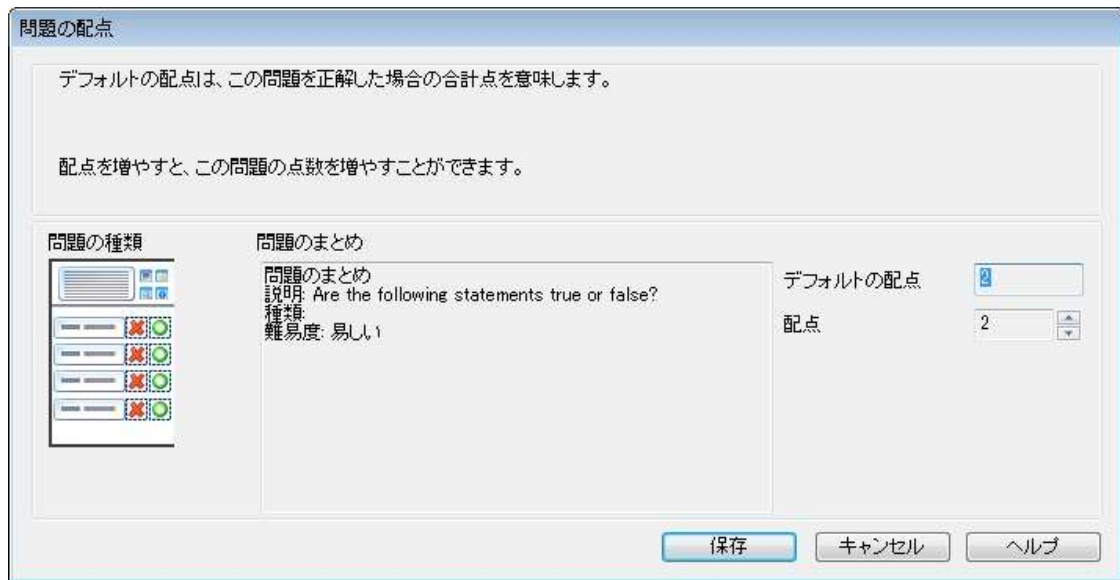 問題の配点
デフォルトの配点は、この問題を正解した場合の合計点を意味します。
配点を増やすと、この問題の点数を増やすことができます。
問題の種類
問題のまとめ
問題のまとめ
説明: Are the following statements true or false?
種類:
難易度: 易しい
デフォルトの配点 2
配点 2
保存 キャンセル ヘルプ